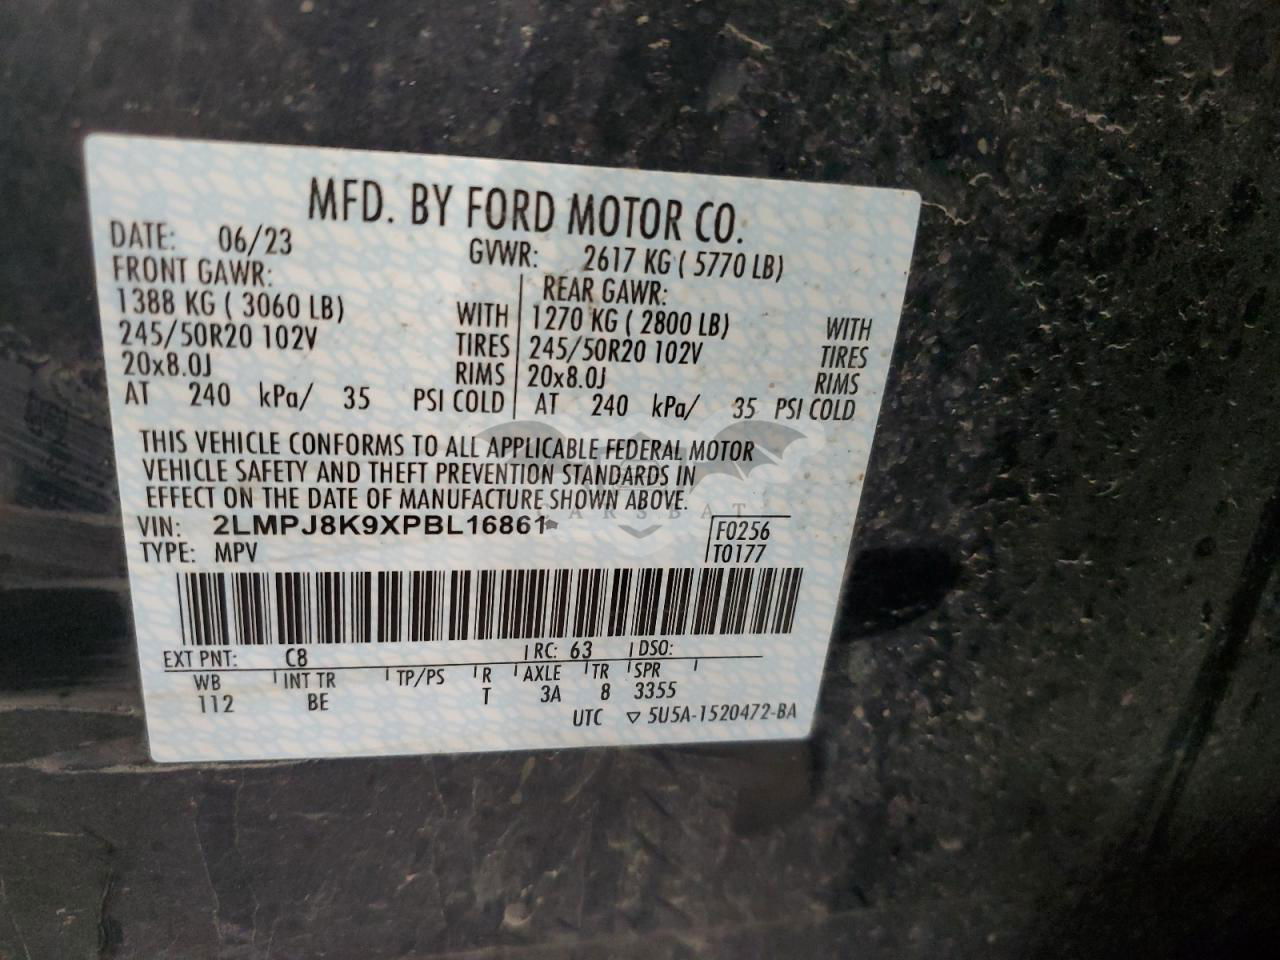 MFD. BY FORD MOTOR CO.
DATE: 06/23 GVWR: 2617 KG ( 5770 LB)
FRONT GAWR: REAR GAWR:
1388 KG ( 3060 LB) WITH 1270 KG ( 2800 LB) WITH
245/50R20 102V TIRES 245/50R20 102V TIRES
20x8.0J RIMS 20x8.0J RIMS
AT 240 kPa/ 35 PSI COLD AT 240 kPa/ 35 PSI COLD
THIS VEHICLE CONFORMS TO ALL APPLICABLE FEDERAL MOTOR
VEHICLE SAFETY AND THEFT PREVENTION STANDARDS IN
EFFECT ON THE DATE OF MANUFACTURE SHOWN ABOVE.
CARSBAT
VIN: 2LMPJ8K9XPBL16861 F0256
TYPE: MPV T0177
EXT PNT: C8 RC: 63 DSO:
WB INT TR TP/PS R AXLE TR SPR
112 BE T 3A 8 3355
UTC ▽ 5U5A-1520472-BA